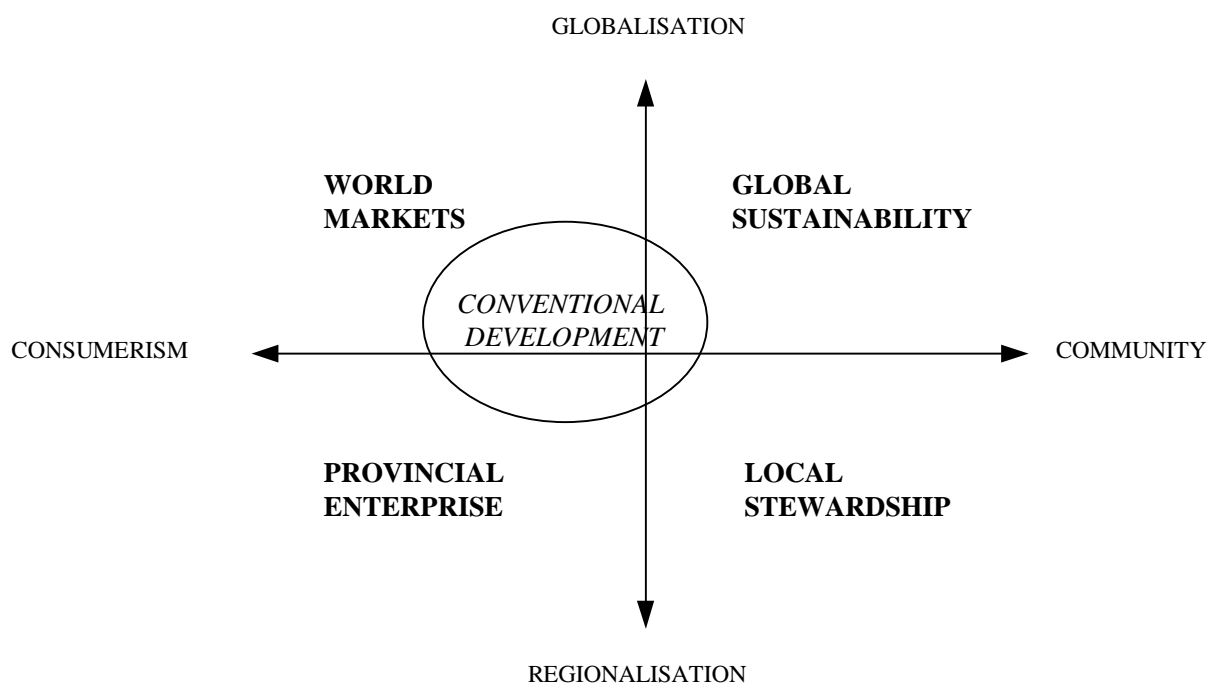 GLOBALISATION
WORLD
MARKETS
GLOBAL
SUSTAINABILITY
CONVENTIONAL
DEVELOPMENT
CONSUMERISM
COMMUNITY
PROVINCIAL
ENTERPRISE
LOCAL
STEWARDSHIP
REGIONALISATION